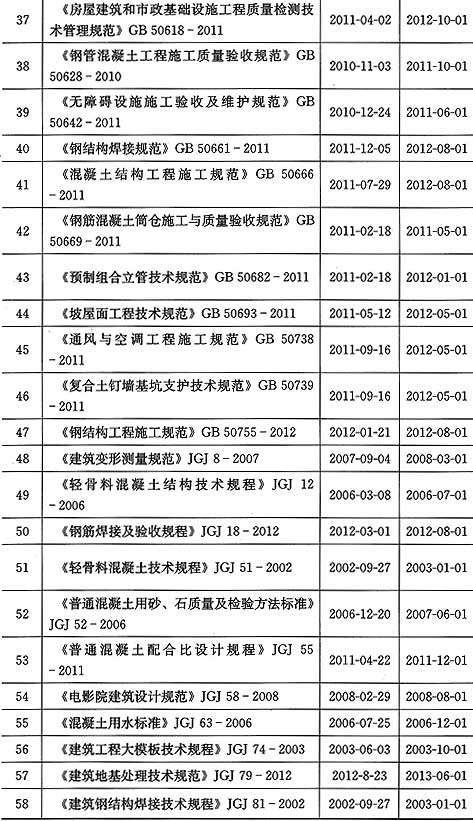 37 《房屋建筑和市政基础设施工程质量检测技 2011-04-02 2012-10-01
术管理规范》GB 50618-2011
38 《钢管混凝土工程施工质量验收规范》GB 2010-11-03 2011-10-01
50628-2010
39 《无障碍设施施工验收及维护规范》GB 2010-12-24 2011-06-01
50642-2011
40 《钢结构焊接规范》GB 50661-2011 2011-12-05 2012-08-01
41 《混凝土结构工程施工规范》GB 50666 2011-07-29 2012-08-01
-2011
42 《钢筋混凝土筒仓施工与质量验收规范》GB 2011-02-18 2011-05-01
50669-2011
43 《预制组合立管技术规范》GB 50682-2011 2011-02-18 2012-01-01
44 《坡屋面工程技术规范》GB 50693-2011 2011-05-12 2012-05-01
45 《通风与空调工程施工规范》GB 50738 2011-09-16 2012-05-01
-2011
46 《复合土钉墙基坑支护技术规范》GB 50739 2011-09-16 2012-05-01
-2011
47 《钢结构工程施工规范》GB 50755-2012 2012-01-21 2012-08-01
48 《建筑变形测量规范》JGJ 8-2007 2007-09-04 2008-03-01
49 《轻骨料混凝土结构技术规程》JGJ 12 2006-03-08 2006-07-01
-2006
50 《钢筋焊接及验收规程》JGJ 18-2012 2012-03-01 2012-08-01
51 《轻骨料混凝土技术规程》JGJ 51-2002 2002-09-27 2003-01-01
52 《普通混凝土用砂、石质量及检验方法标准》 2006-12-20 2007-06-01
JGJ 52-2006
53 《普通混凝土配合比设计规程》JGJ 55 2011-04-22 2011-12-01
-2011
54 《电影院建筑设计规范》JGJ 58-2008 2008-02-29 2008-08-01
55 《混凝土用水标准》JGJ 63-2006 2006-07-25 2006-12-01
56 《建筑工程大模板技术规程》JGJ 74-2003 2003-06-03 2003-10-01
57 《建筑地基处理技术规范》JGJ 79-2012 2012-8-23 2013-06-01
58 《建筑钢结构焊接技术规程》JGJ 81-2002 2002-09-27 2003-01-01